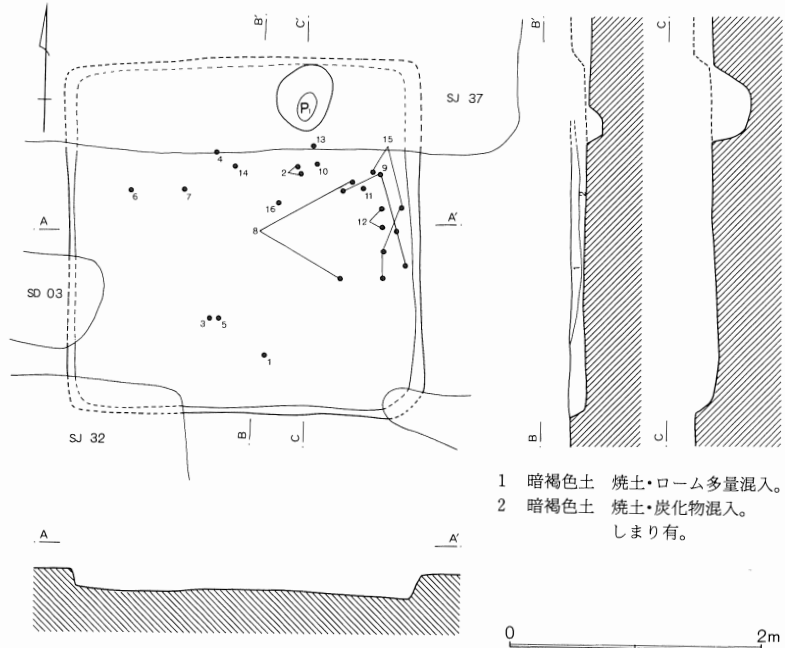 B' C' B' C'
SJ 37
P1
13
15
4
14
2
10
9
6
7
11
16
12
A A'
8
SD 03
3 5
1
SJ 32
B C B C
2
1
1 暗褐色土 焼土・ローム多量混入。
2 暗褐色土 焼土・炭化物混入。
しまり有。
A A'
0 2m